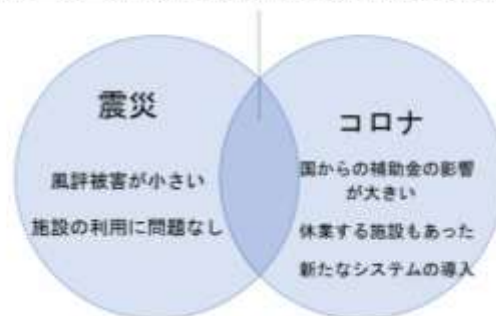 震災
風評被害が小さい
施設の利用に問題なし
コロナ
国からの補助金の影響
が大きい
休業する施設もあった
新たなシステムの導入